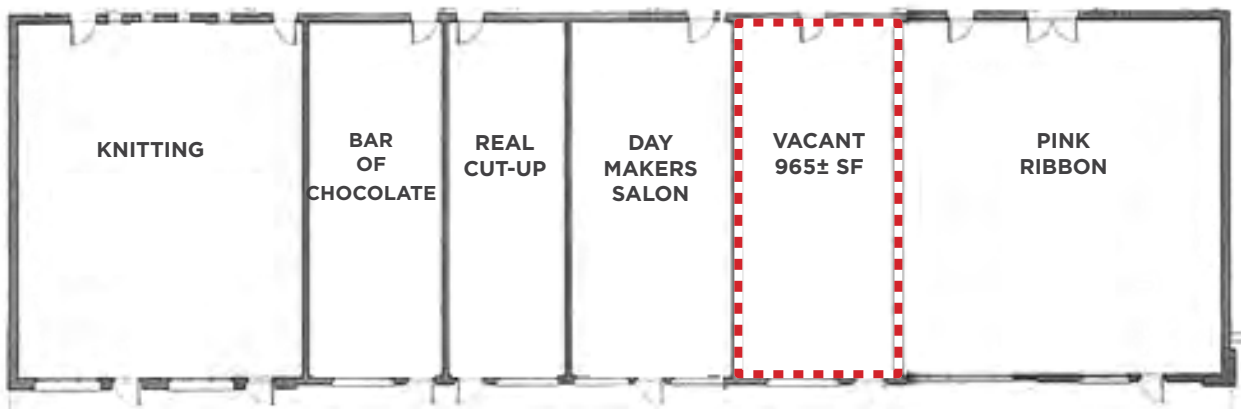 KNITTING
BAR
OF
CHOCOLATE
REAL
CUT-UP
DAY
MAKERS
SALON
VACANT
965± SF
PINK
RIBBON